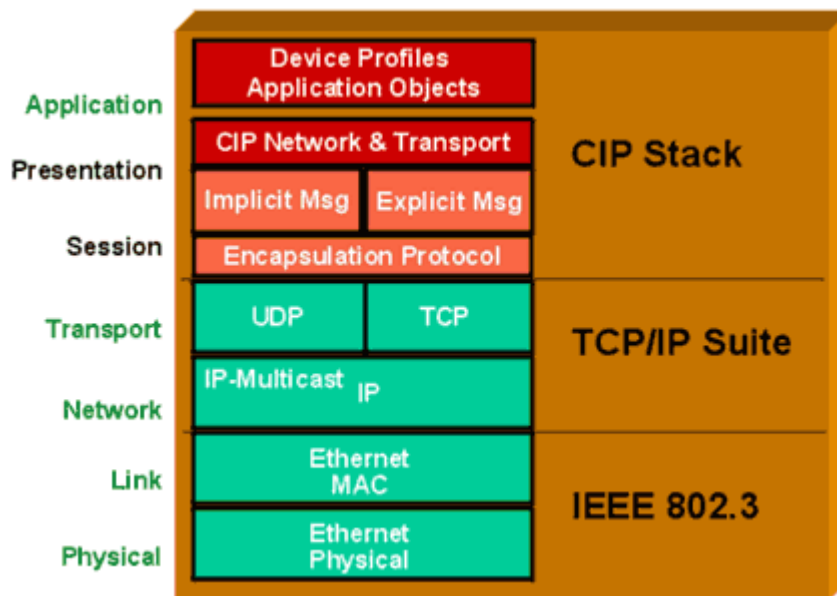 Device Profiles
Application Objects
Application
CIP Network & Transport
CIP Stack
Presentation
Implicit Msg
Explicit Msg
Session
Encapsulation Protocol
Transport
UDP
TCP
TCP/IP Suite
IP-Multicast
IP
Network
Ethernet
MAC
Link
IEEE 802.3
Ethernet
Physical
Physical